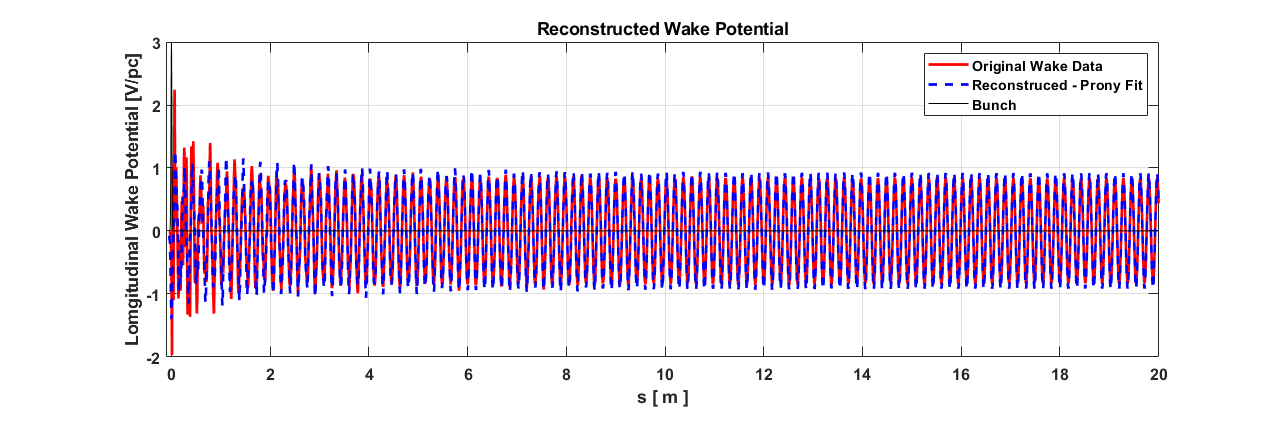 Reconstructed Wake Potential
Lomgitudinal Wake Potential [V/pc]
3
2
1
0
-1
-2
Original Wake Data
Reconstruced - Prony Fit
Bunch
0 2 4 6 8 10 12 14 16 18 20
s [ m ]